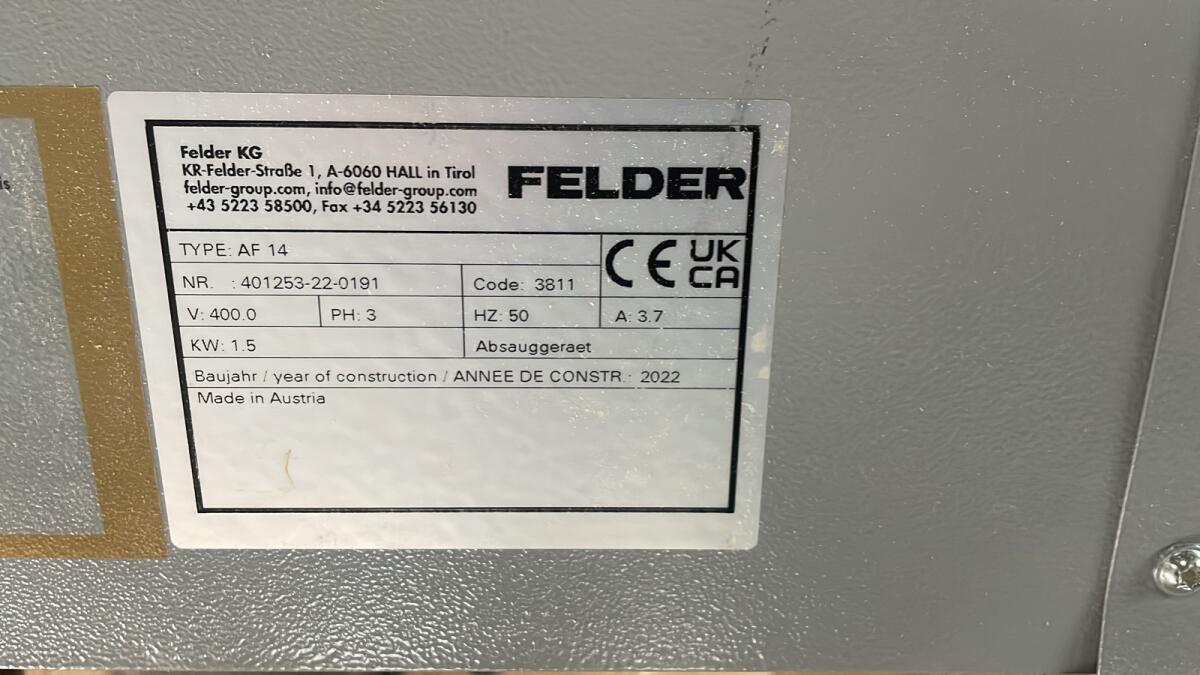 Felder KG
KR-Felder-Straße 1, A-6060 HALL in Tirol
felder-group.com, info@felder-group.com
+43 5223 58500, Fax +34 5223 56130
FELDER
TYPE: AF 14
CE UK CA
NR. : 401253-22-0191 Code: 3811
V: 400.0 PH: 3 HZ: 50 A: 3.7
KW: 1.5 Absauggeraet
Baujahr / year of construction / ANNEE DE CONSTR.: 2022
Made in Austria